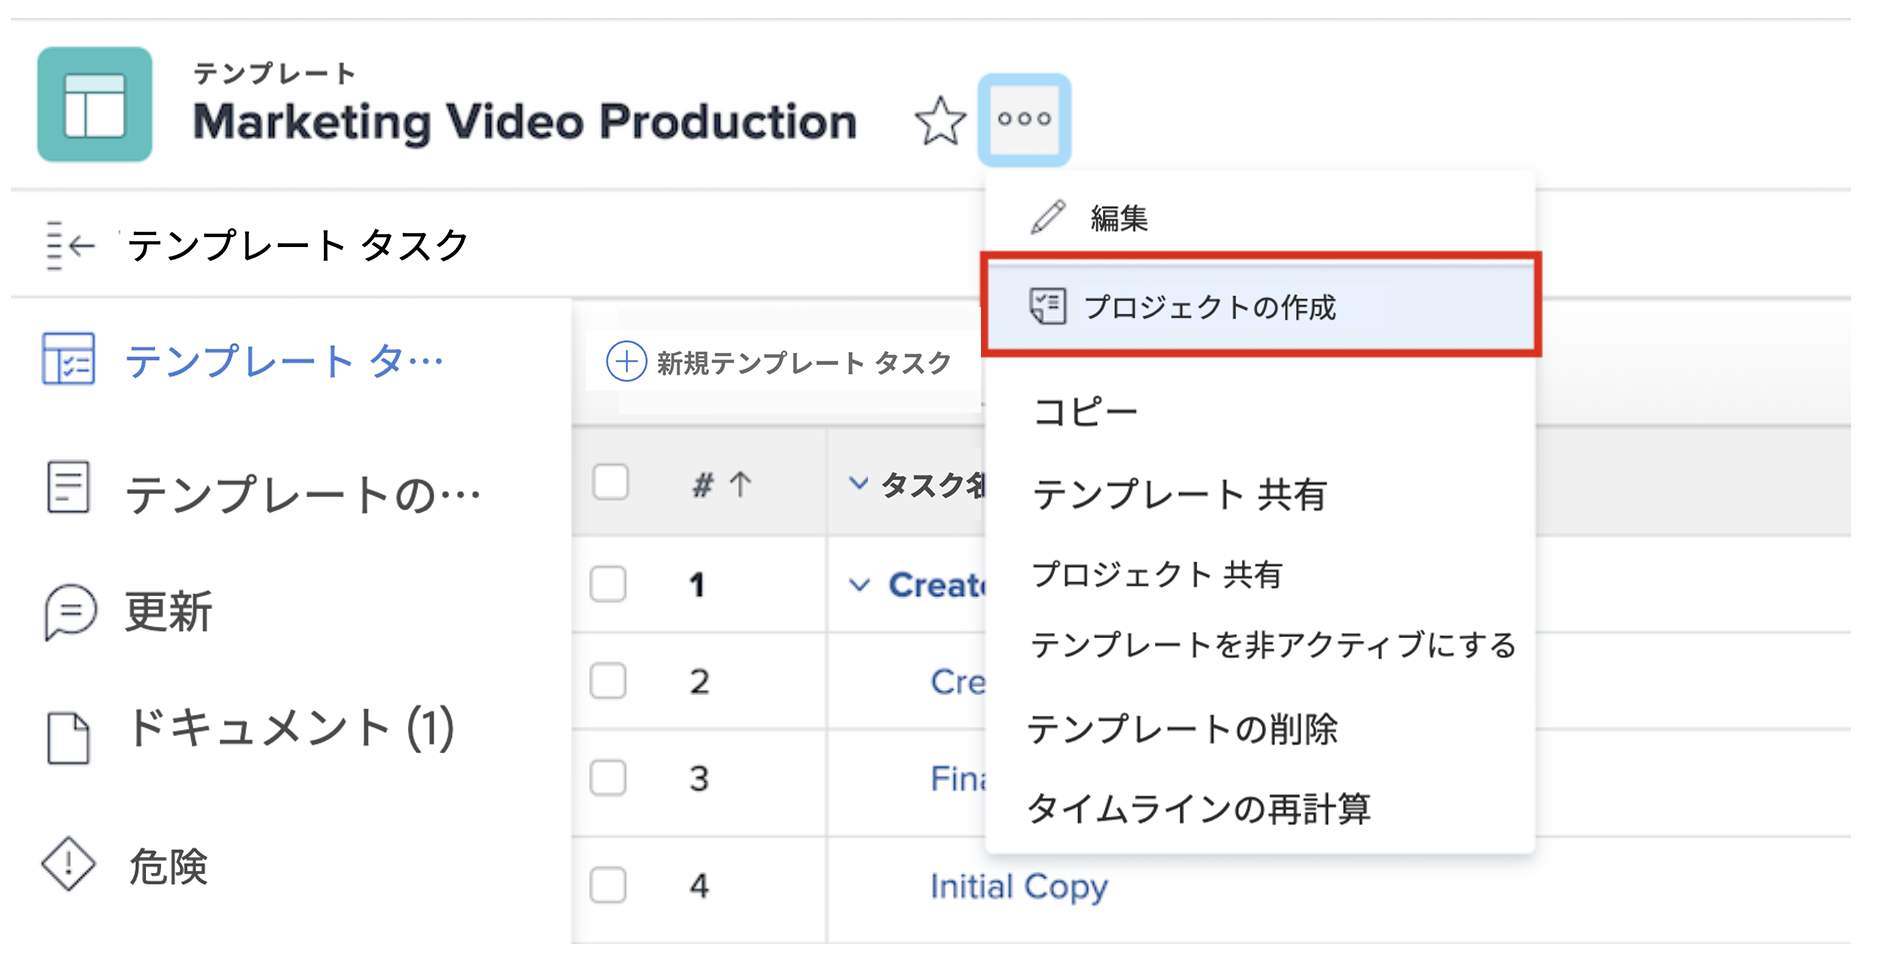 テンプレート
Marketing Video Production
テンプレート タスク
編集
プロジェクトの作成
コピー
テンプレート 共有
プロジェクト 共有
テンプレートを非アクティブにする
テンプレートの削除
タイムラインの再計算
テンプレート タ…
テンプレートの…
更新
ドキュメント (1)
危険
新規テンプレート タスク
# ↑ タスク名
1 Create
2 Cre
3 Fina
4 Initial Copy